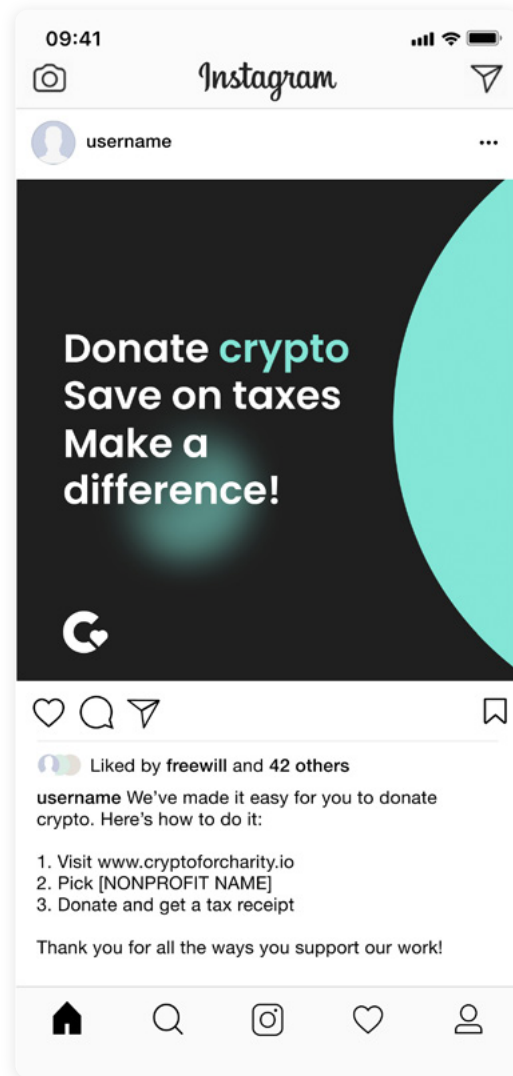 09:41
Instagram
username
Donate crypto
Save on taxes
Make a
difference!
Liked by freewill and 42 others
username We've made it easy for you to donate
crypto. Here's how to do it:
1. Visit www.cryptoforcharity.io
2. Pick [NONPROFIT NAME]
3. Donate and get a tax receipt
Thank you for all the ways you support our work!